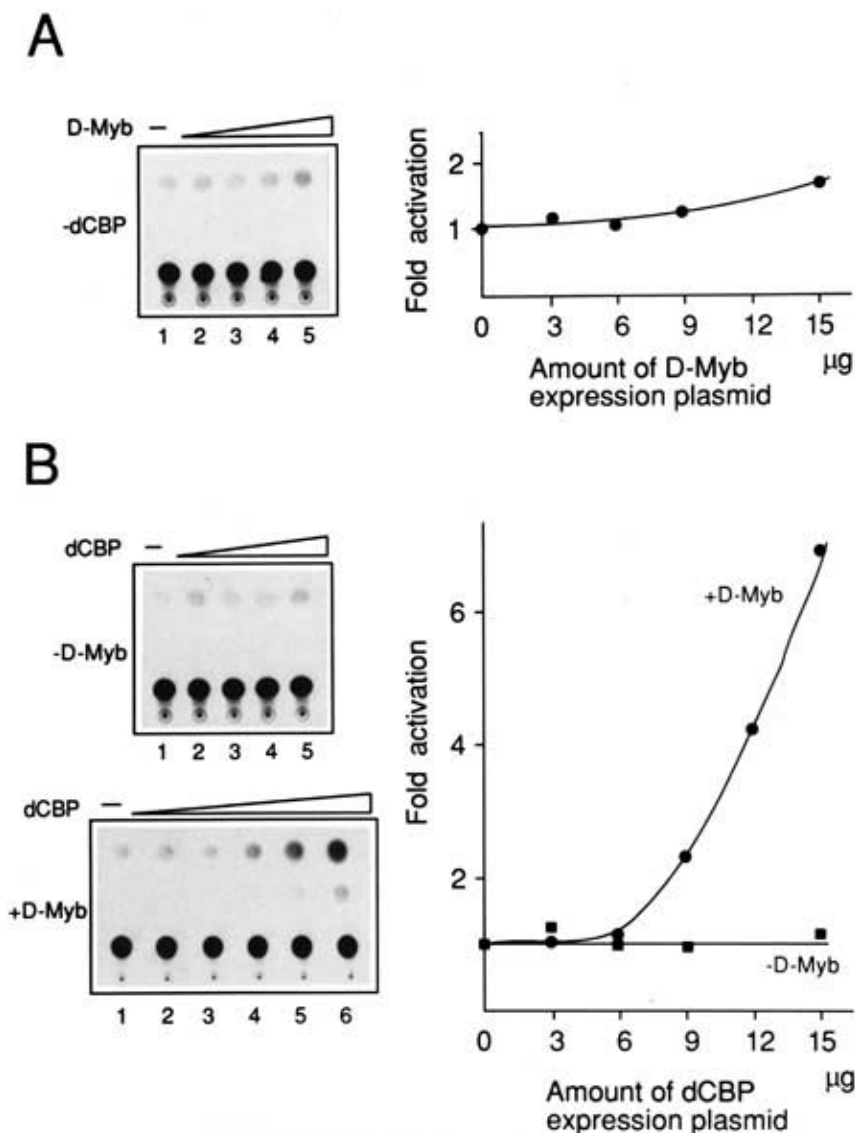 A
D-Myb –
-dCBP
1 2 3 4 5
Fold activation
2
1
0 3 6 9 12 15
μg
Amount of D-Myb
expression plasmid
B
dCBP –
-D-Myb
1 2 3 4 5
dCBP –
+D-Myb
1 2 3 4 5 6
Fold activation
6
4
2
+D-Myb
-D-Myb
0 3 6 9 12 15
μg
Amount of dCBP
expression plasmid